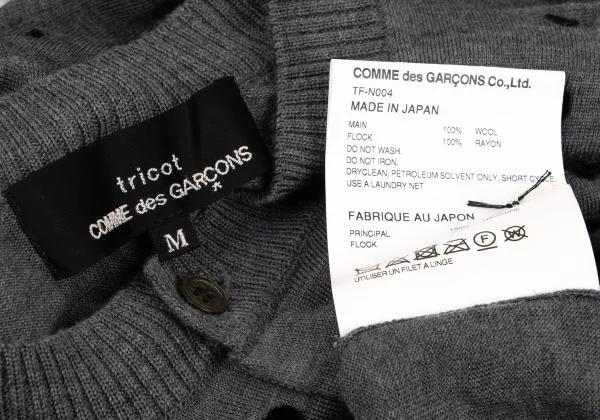 tricot
COMME des GARÇONS
M
COMME des GARÇONS Co.,Ltd.
TF-N004
MADE IN JAPAN
MAIN 100% WOOL
FLOCK 100% RAYON
DO NOT WASH.
DO NOT IRON.
DRYCLEAN, PETROLEUM SOLVENT ONLY, SHORT CYCLE
USE A LAUNDRY NET
FABRIQUE AU JAPON
PRINCIPAL
FLOCK
F
UTILISER UN FILET A LINGE